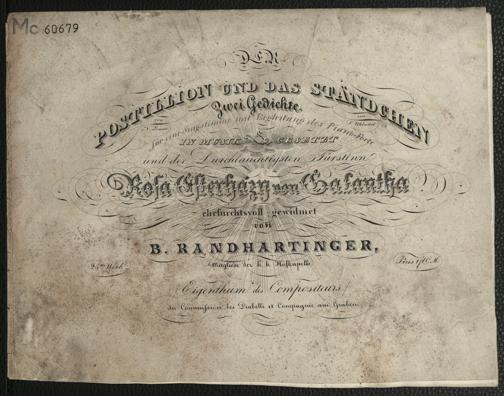 Mc 60679
DER
POSTILLION UND DAS STÄNDCHEN
Zwei Gedichte
für eine Singstimme mit Begleitung des Piano-Forte
IN MUSIK GESETZT
und der Durchlauchtigsten Fürstinn
Rosa Esterhazy von Galantha
ehrfurchtsvoll gewidmet
von
B. RANDHARTINGER,
Mitglied der k. k. Hofkapelle
Werk
Preis
Eigenthum des Compositeurs
In Commission bei Diabelli et Compagnie am Graben